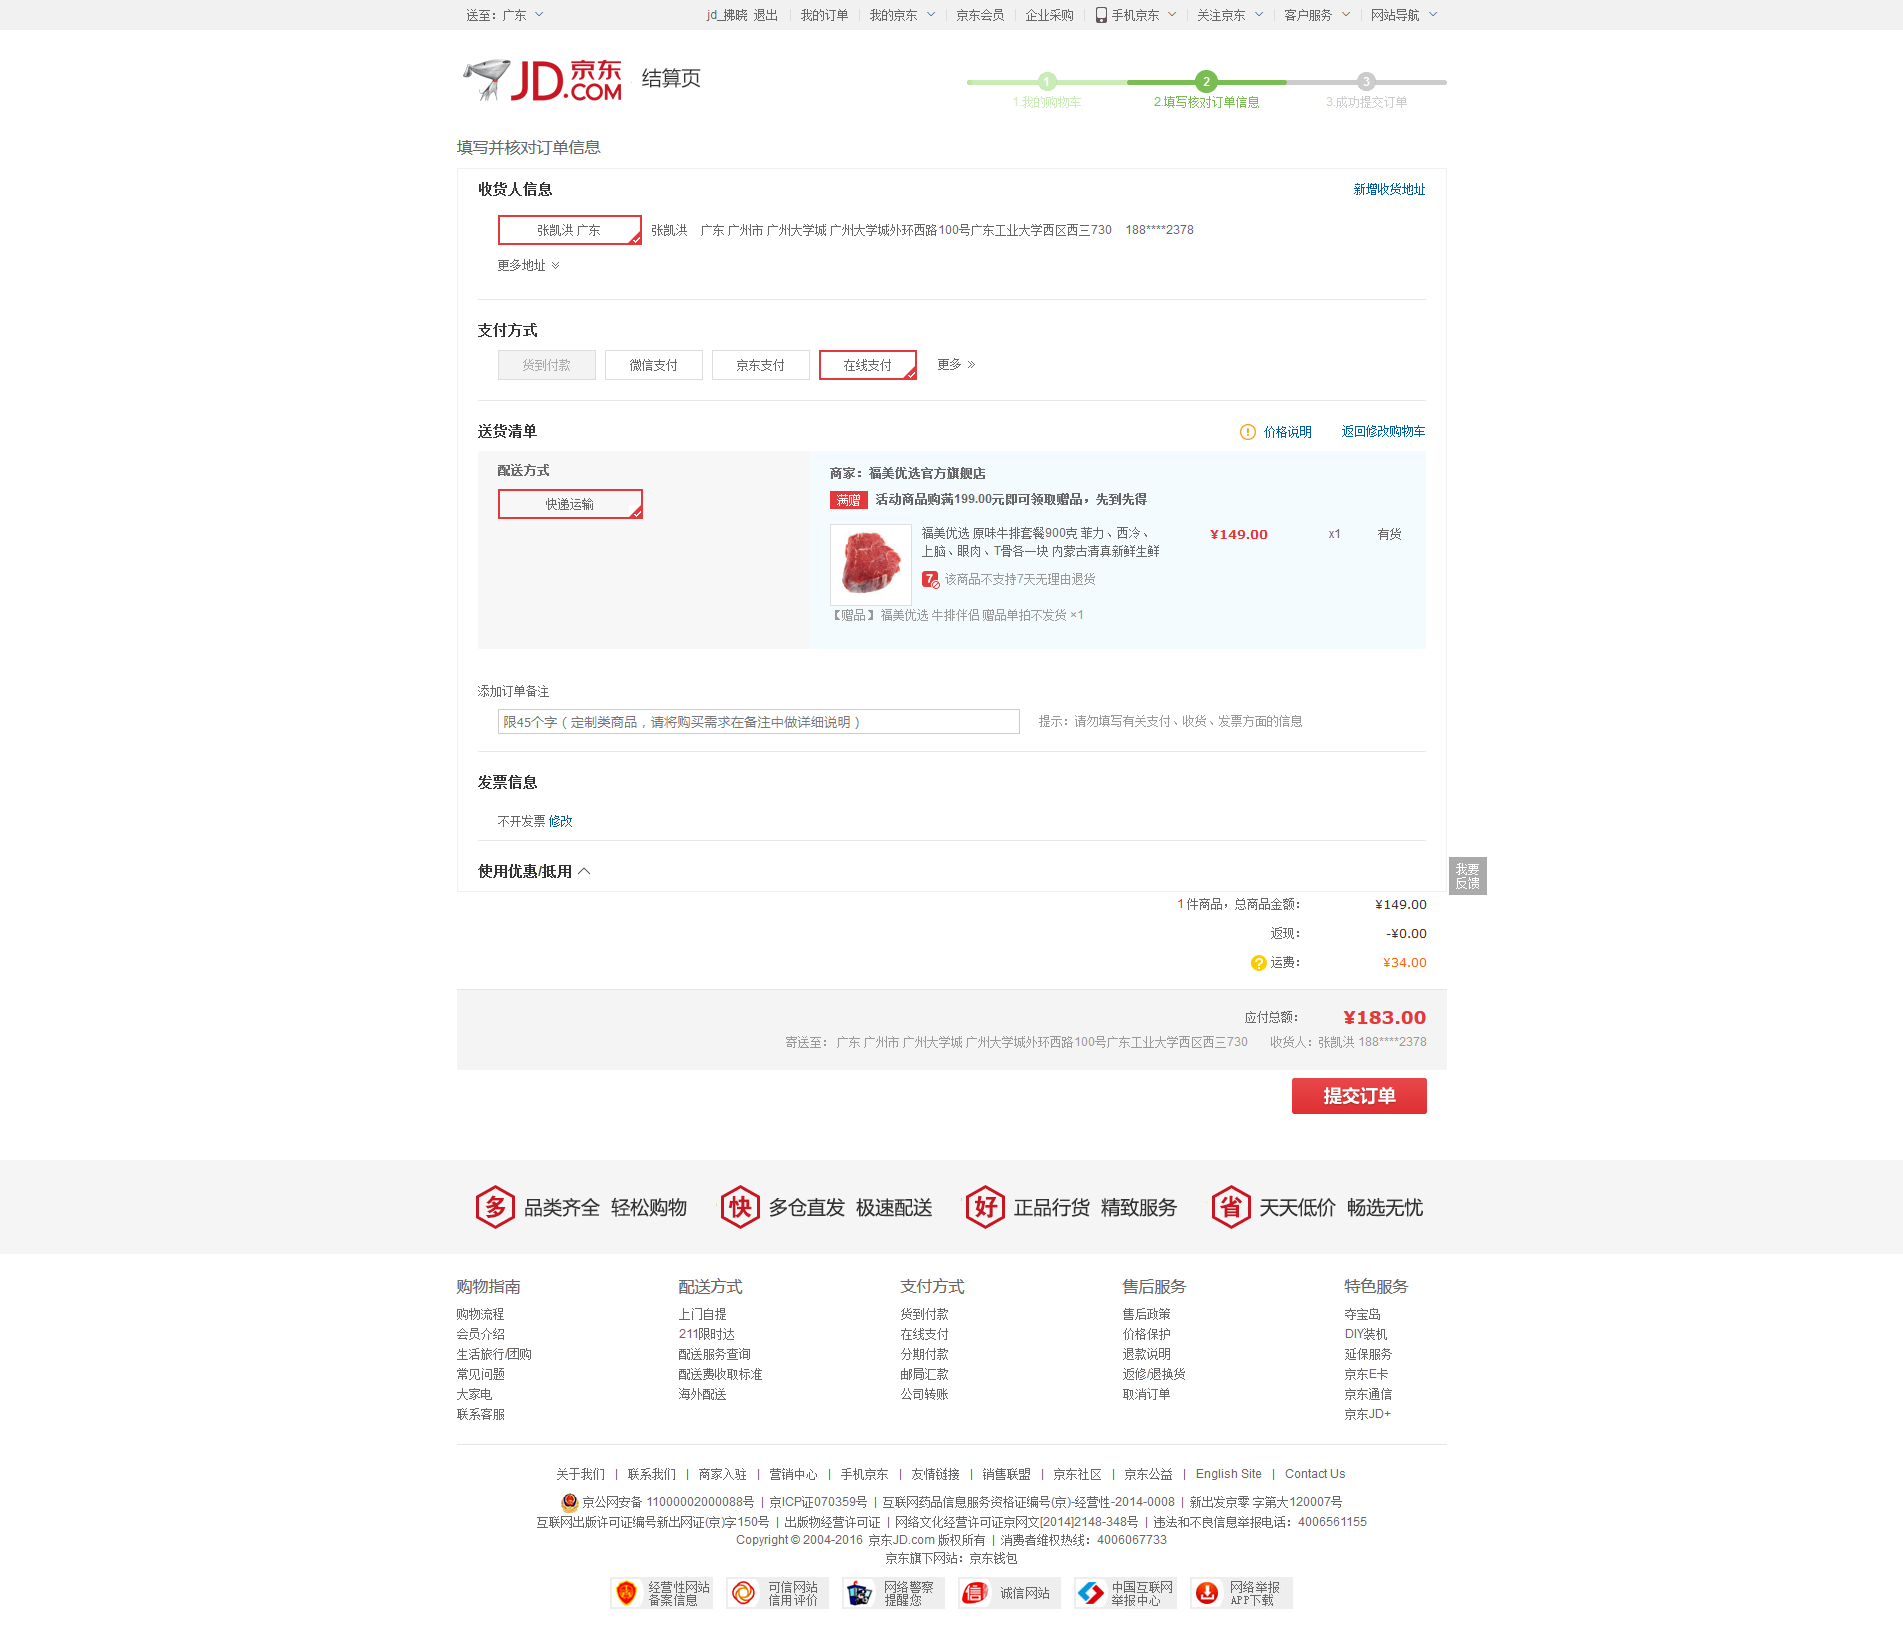 送至：广东
jd_拂晓 退出 我的订单 我的京东 京东会员 企业采购 手机京东 关注京东 客户服务 网站导航
JD.COM 京东 结算页
1 2 3
1.我的购物车 2.填写核对订单信息 3.成功提交订单
填写并核对订单信息
收货人信息 新增收货地址
张凯洪 广东 张凯洪 广东 广州市 广州大学城 广州大学城外环西路100号广东工业大学西区西三730 188****2378
更多地址
支付方式
货到付款 微信支付 京东支付 在线支付 更多
送货清单 价格说明 返回修改购物车
配送方式
快递运输
商家：福美优选官方旗舰店
满赠 活动商品购满199.00元即可领取赠品，先到先得
福美优选 原味牛排套餐900克 菲力、西冷、 ¥149.00 x1 有货
上脑、眼肉、T骨各一块 内蒙古清真新鲜生鲜
7 该商品不支持7天无理由退货
【赠品】福美优选 牛排伴侣 赠品单拍不发货 ×1
添加订单备注
限45个字（定制类商品，请将购买需求在备注中做详细说明） 提示：请勿填写有关支付、收货、发票方面的信息
发票信息
不开发票 修改
使用优惠/抵用
我要
反馈
1 件商品，总商品金额： ¥149.00
返现： -¥0.00
? 运费： ¥34.00
应付总额： ¥183.00
寄送至： 广东 广州市 广州大学城 广州大学城外环西路100号广东工业大学西区西三730 收货人：张凯洪 188****2378
提交订单
多 品类齐全 轻松购物 快 多仓直发 极速配送 好 正品行货 精致服务 省 天天低价 畅选无忧
购物指南 配送方式 支付方式 售后服务 特色服务
购物流程 上门自提 货到付款 售后政策 夺宝岛
会员介绍 211限时达 在线支付 价格保护 DIY装机
生活旅行/团购 配送服务查询 分期付款 退款说明 延保服务
常见问题 配送费收取标准 邮局汇款 返修/退换货 京东E卡
大家电 海外配送 公司转账 取消订单 京东通信
联系客服 京东JD+
关于我们 | 联系我们 | 商家入驻 | 营销中心 | 手机京东 | 友情链接 | 销售联盟 | 京东社区 | 京东公益 | English Site | Contact Us
京公网安备 11000002000088号 | 京ICP证070359号 | 互联网药品信息服务资格证编号(京)-经营性-2014-0008 | 新出发京零 字第大120007号
互联网出版许可证编号新出网证(京)字150号 | 出版物经营许可证 | 网络文化经营许可证京网文[2014]2148-348号 | 违法和不良信息举报电话：4006561155
Copyright © 2004-2016 京东JD.com 版权所有 | 消费者维权热线：4006067733
京东旗下网站：京东钱包
经营性网站 可信网站 网络警察 诚信网站 中国互联网 网络举报
备案信息 信用评价 提醒您 举报中心 APP下载